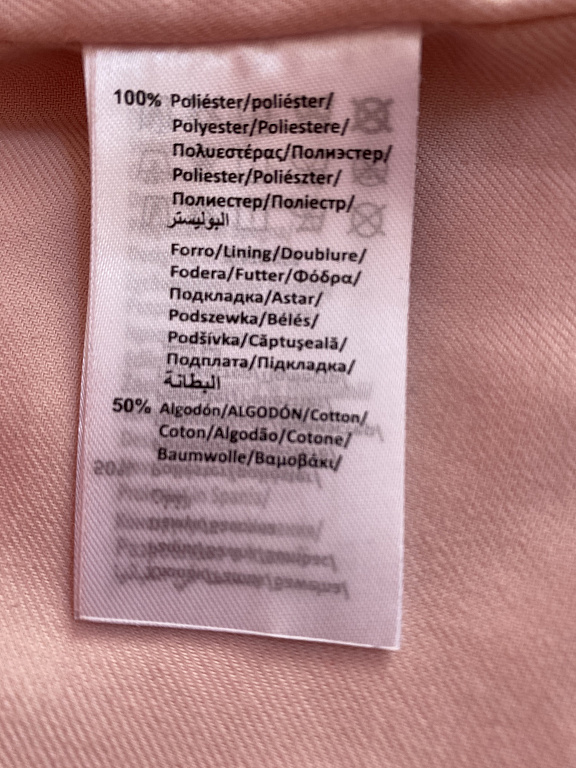 100% Poliéster/poliéster/
Polyester/Poliestere/
Πολυεστέρας/Полиэстер/
Poliester/Poliészter/
Полиестер/Поліестр/
البوليستر
Forro/Lining/Doublure/
Fodera/Futter/Φόδρα/
Подкладка/Astar/
Podszewka/Bélés/
Podšívka/Căptuşeală/
Подплата/Підкладка/
البطانة
50% Algodón/ALGODÓN/Cotton/
Coton/Algodão/Cotone/
Baumwolle/Βαμβάκι/